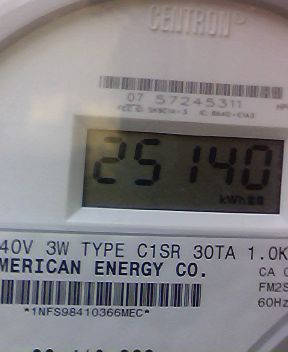 CENTRON®
07 57245311
25140
kWh
40V 3W TYPE C1SR 30TA 1.0K
MERICAN ENERGY CO.
CA 0
FM2S
60Hz
*1NFS98410366MEC*